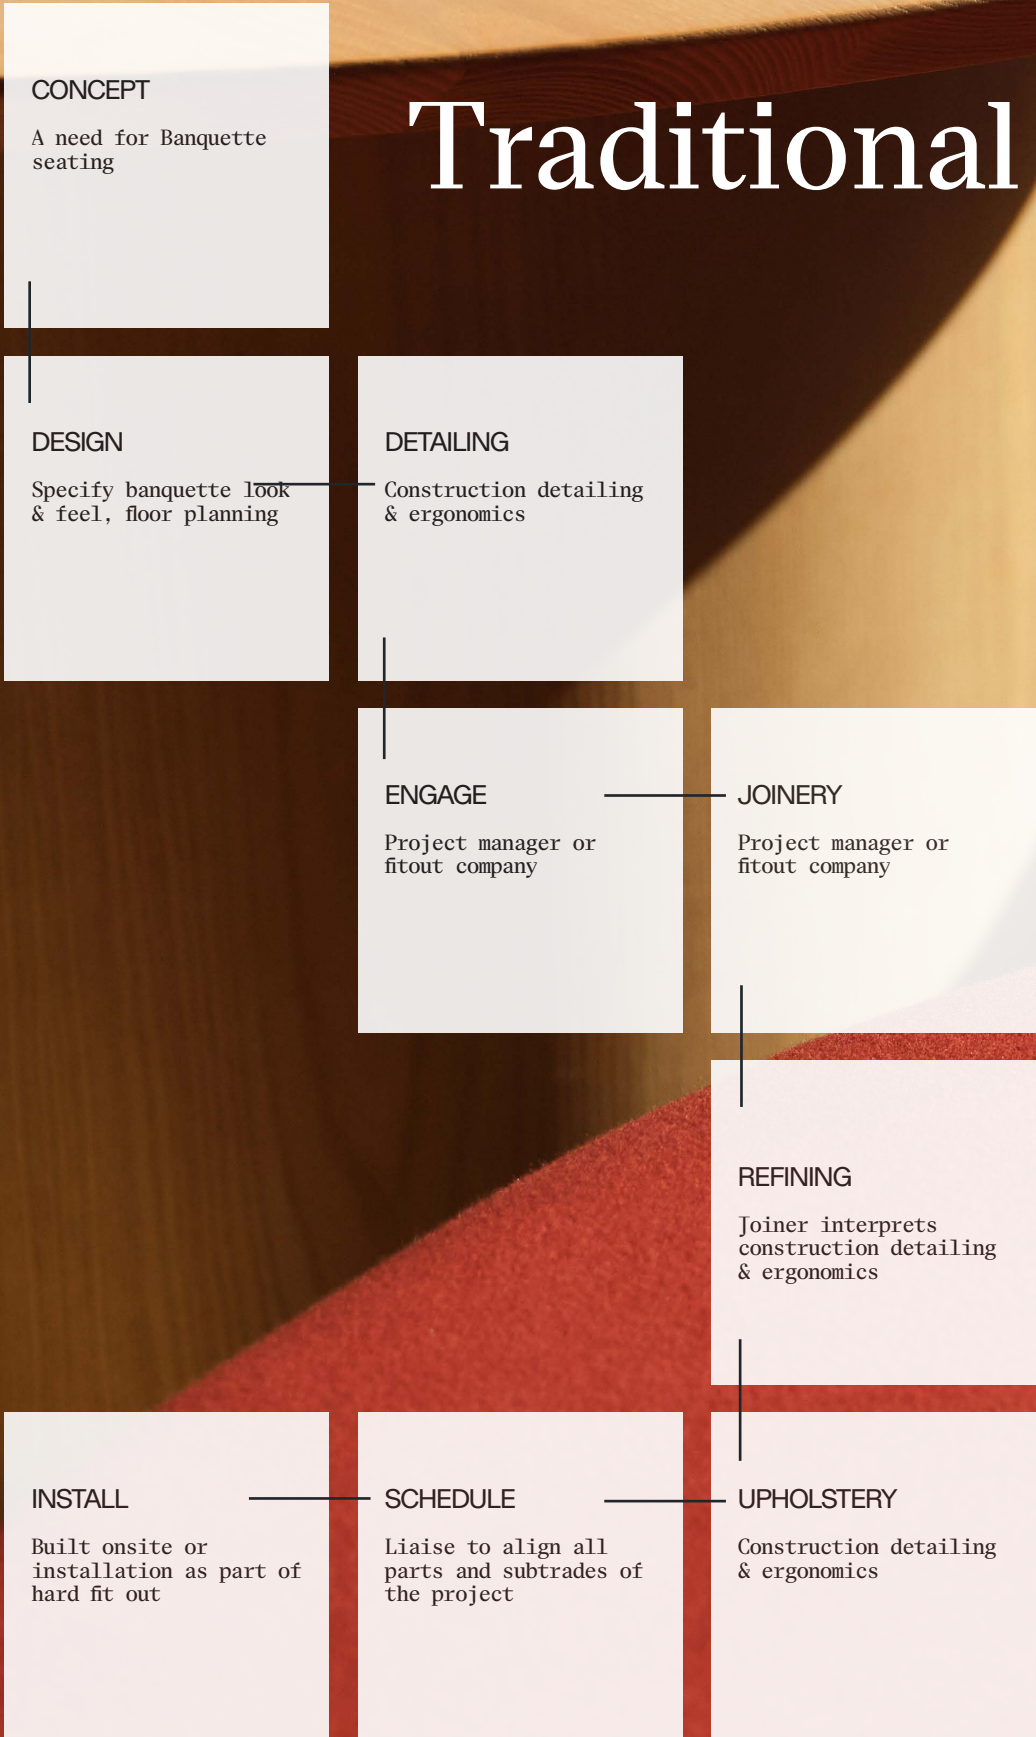 Traditional
CONCEPT
A need for Banquette
seating
DESIGN
Specify banquette look
& feel, floor planning
DETAILING
Construction detailing
& ergonomics
ENGAGE
Project manager or
fitout company
JOINERY
Project manager or
fitout company
REFINING
Joiner interprets
construction detailing
& ergonomics
UPHOLSTERY
Construction detailing
& ergonomics
SCHEDULE
Liaise to align all
parts and subtrades of
the project
INSTALL
Built onsite or
installation as part of
hard fit out